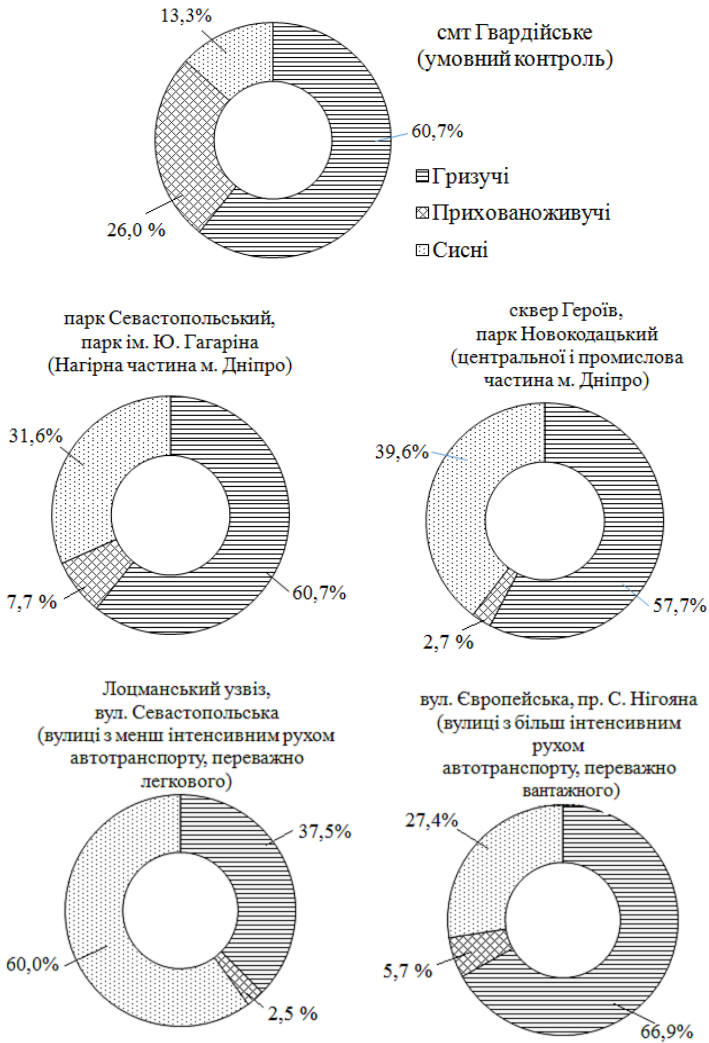 13,3%
смт Гвардійське
(умовний контроль)
60,7%
Гризучі
Прихованоживучі
Сисні
26,0 %
парк Севастопольський,
парк ім. Ю. Гагаріна
(Нагірна частина м. Дніпро)
31,6%
7,7 %
60,7%
сквер Героїв,
парк Новокодацький
(центральної і промислова
частина м. Дніпро)
39,6%
2,7 %
57,7%
Лоцманський узвіз,
вул. Севастопольська
(вулиці з менш інтенсивним рухом
автотранспорту, переважно
легкового)
37,5%
60,0%
2,5 %
вул. Європейська, пр. С. Нігояна
(вулиці з більш інтенсивним
рухом
автотранспорту, переважно
вантажного)
27,4%
5,7 %
66,9%